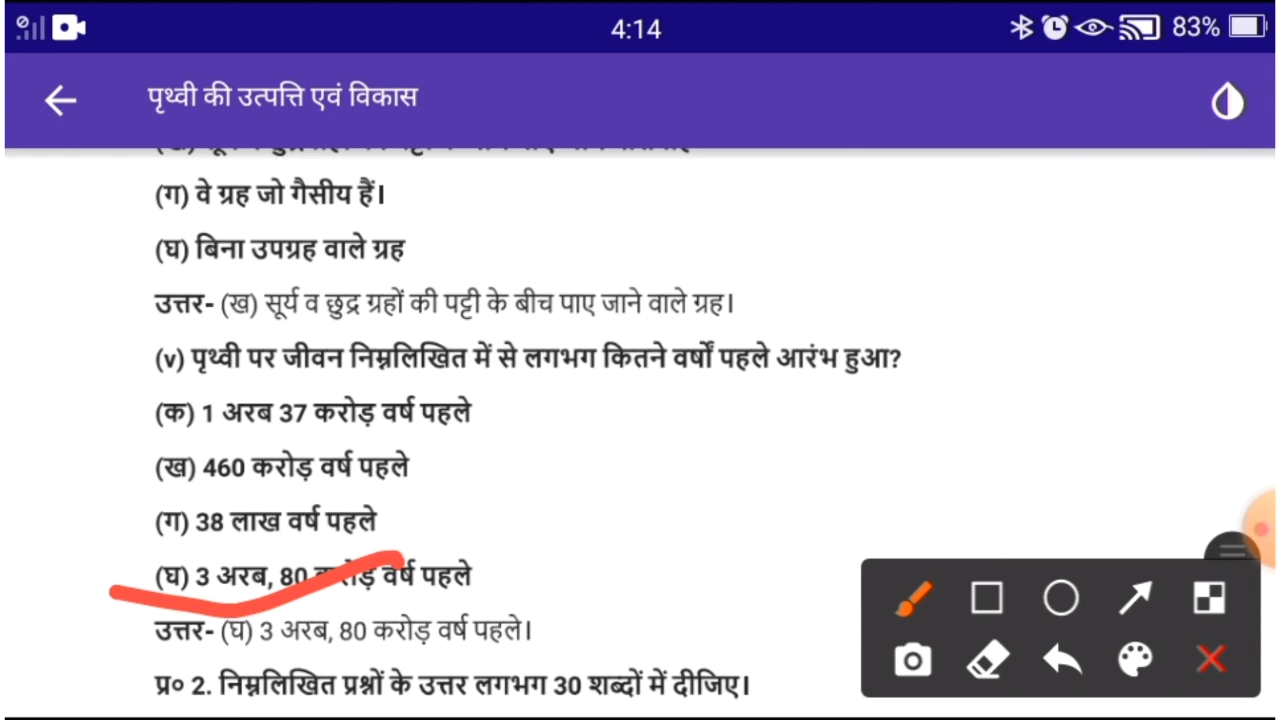 4:14
83%
पृथ्वी की उत्पत्ति एवं विकास
(ग) वे ग्रह जो गैसीय हैं।
(घ) बिना उपग्रह वाले ग्रह
उत्तर- (ख) सूर्य व छुद्र ग्रहों की पट्टी के बीच पाए जाने वाले ग्रह।
(v) पृथ्वी पर जीवन निम्नलिखित में से लगभग कितने वर्षों पहले आरंभ हुआ?
(क) 1 अरब 37 करोड़ वर्ष पहले
(ख) 460 करोड़ वर्ष पहले
(ग) 38 लाख वर्ष पहले
(घ) 3 अरब, 80 करोड़ वर्ष पहले
उत्तर- (घ) 3 अरब, 80 करोड़ वर्ष पहले।
प्र० 2. निम्नलिखित प्रश्नों के उत्तर लगभग 30 शब्दों में दीजिए।